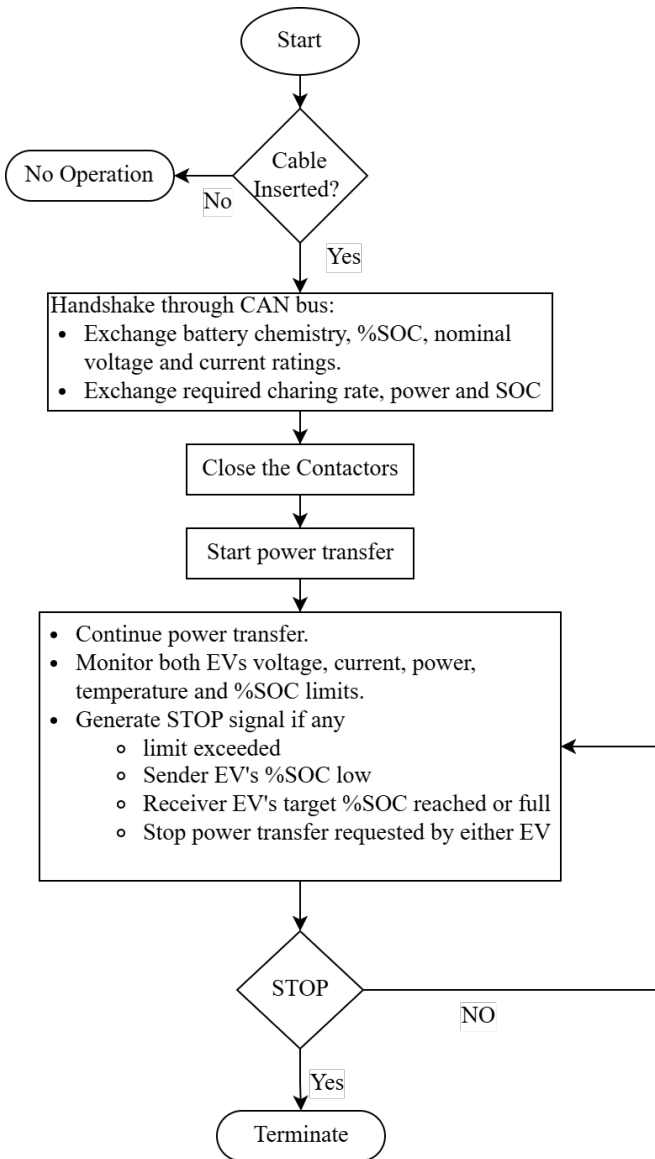 Start
Cable
Inserted?
No Operation
No
Yes
Handshake through CAN bus:
• Exchange battery chemistry, %SOC, nominal
voltage and current ratings.
• Exchange required charing rate, power and SOC
Close the Contactors
Start power transfer
• Continue power transfer.
• Monitor both EVs voltage, current, power,
temperature and %SOC limits.
• Generate STOP signal if any
○ limit exceeded
○ Sender EV's %SOC low
○ Receiver EV's target %SOC reached or full
○ Stop power transfer requested by either EV
STOP
NO
Yes
Terminate